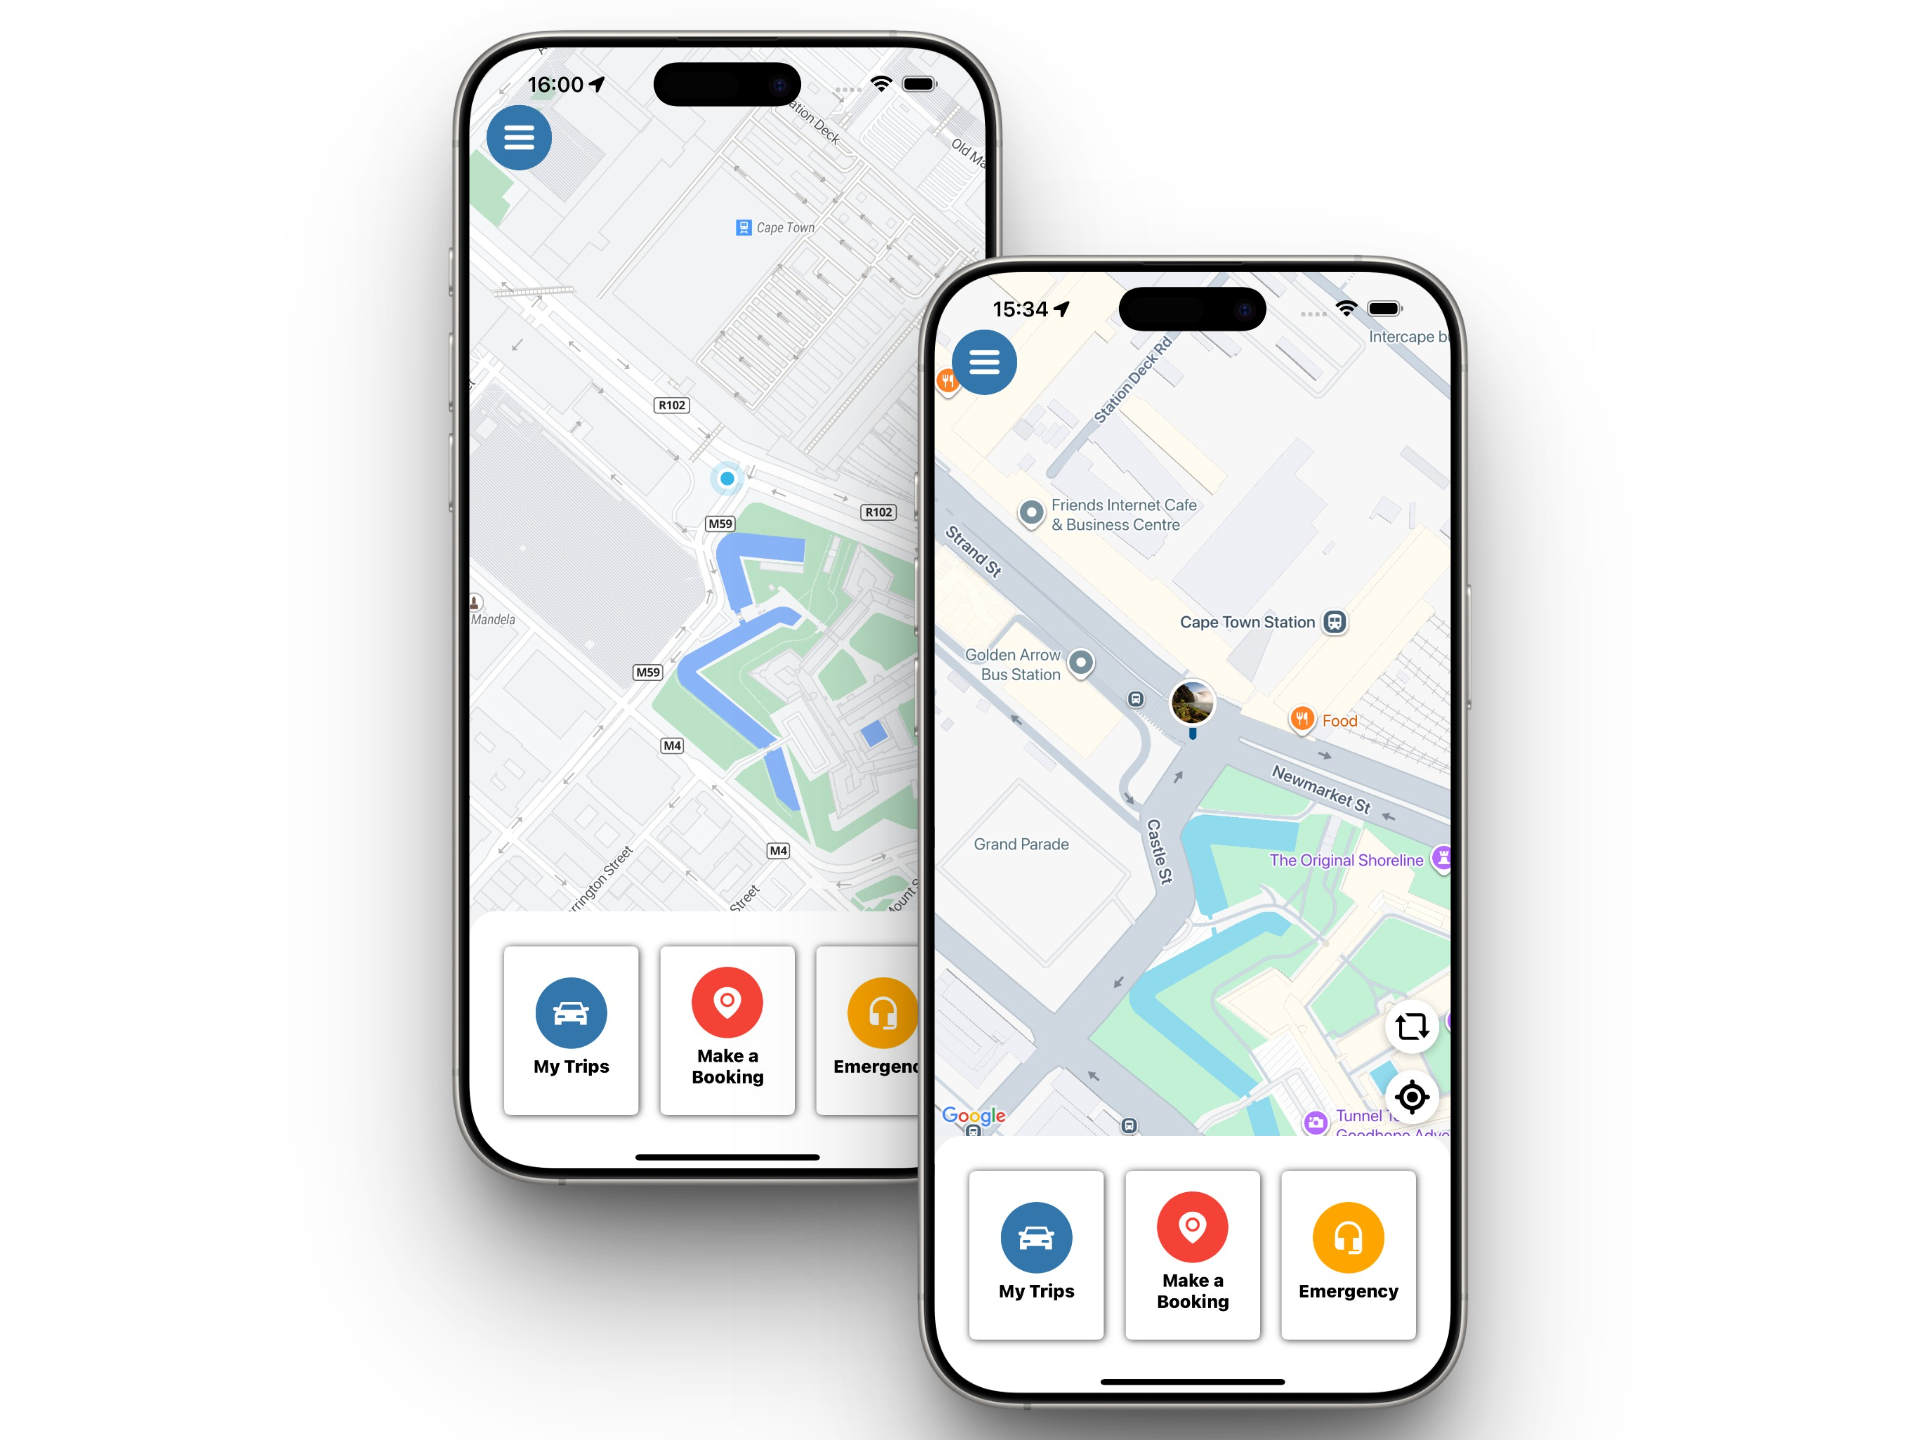 16:00
ation Deck
Old Ma
Cape Town
R102
M59
R102
Mandela
M59
M4
M4
rrington Street
Street
Mount S
My Trips
Make a
Booking
Emergenc
15:34
Intercape b
Station Deck Rd
Friends Internet Cafe
& Business Centre
Strand St
Cape Town Station
Golden Arrow
Bus Station
Food
Newmarket St
Castle St
Grand Parade
The Original Shoreline
Google
Tunnel T
Goodhope Adve
My Trips
Make a
Booking
Emergency